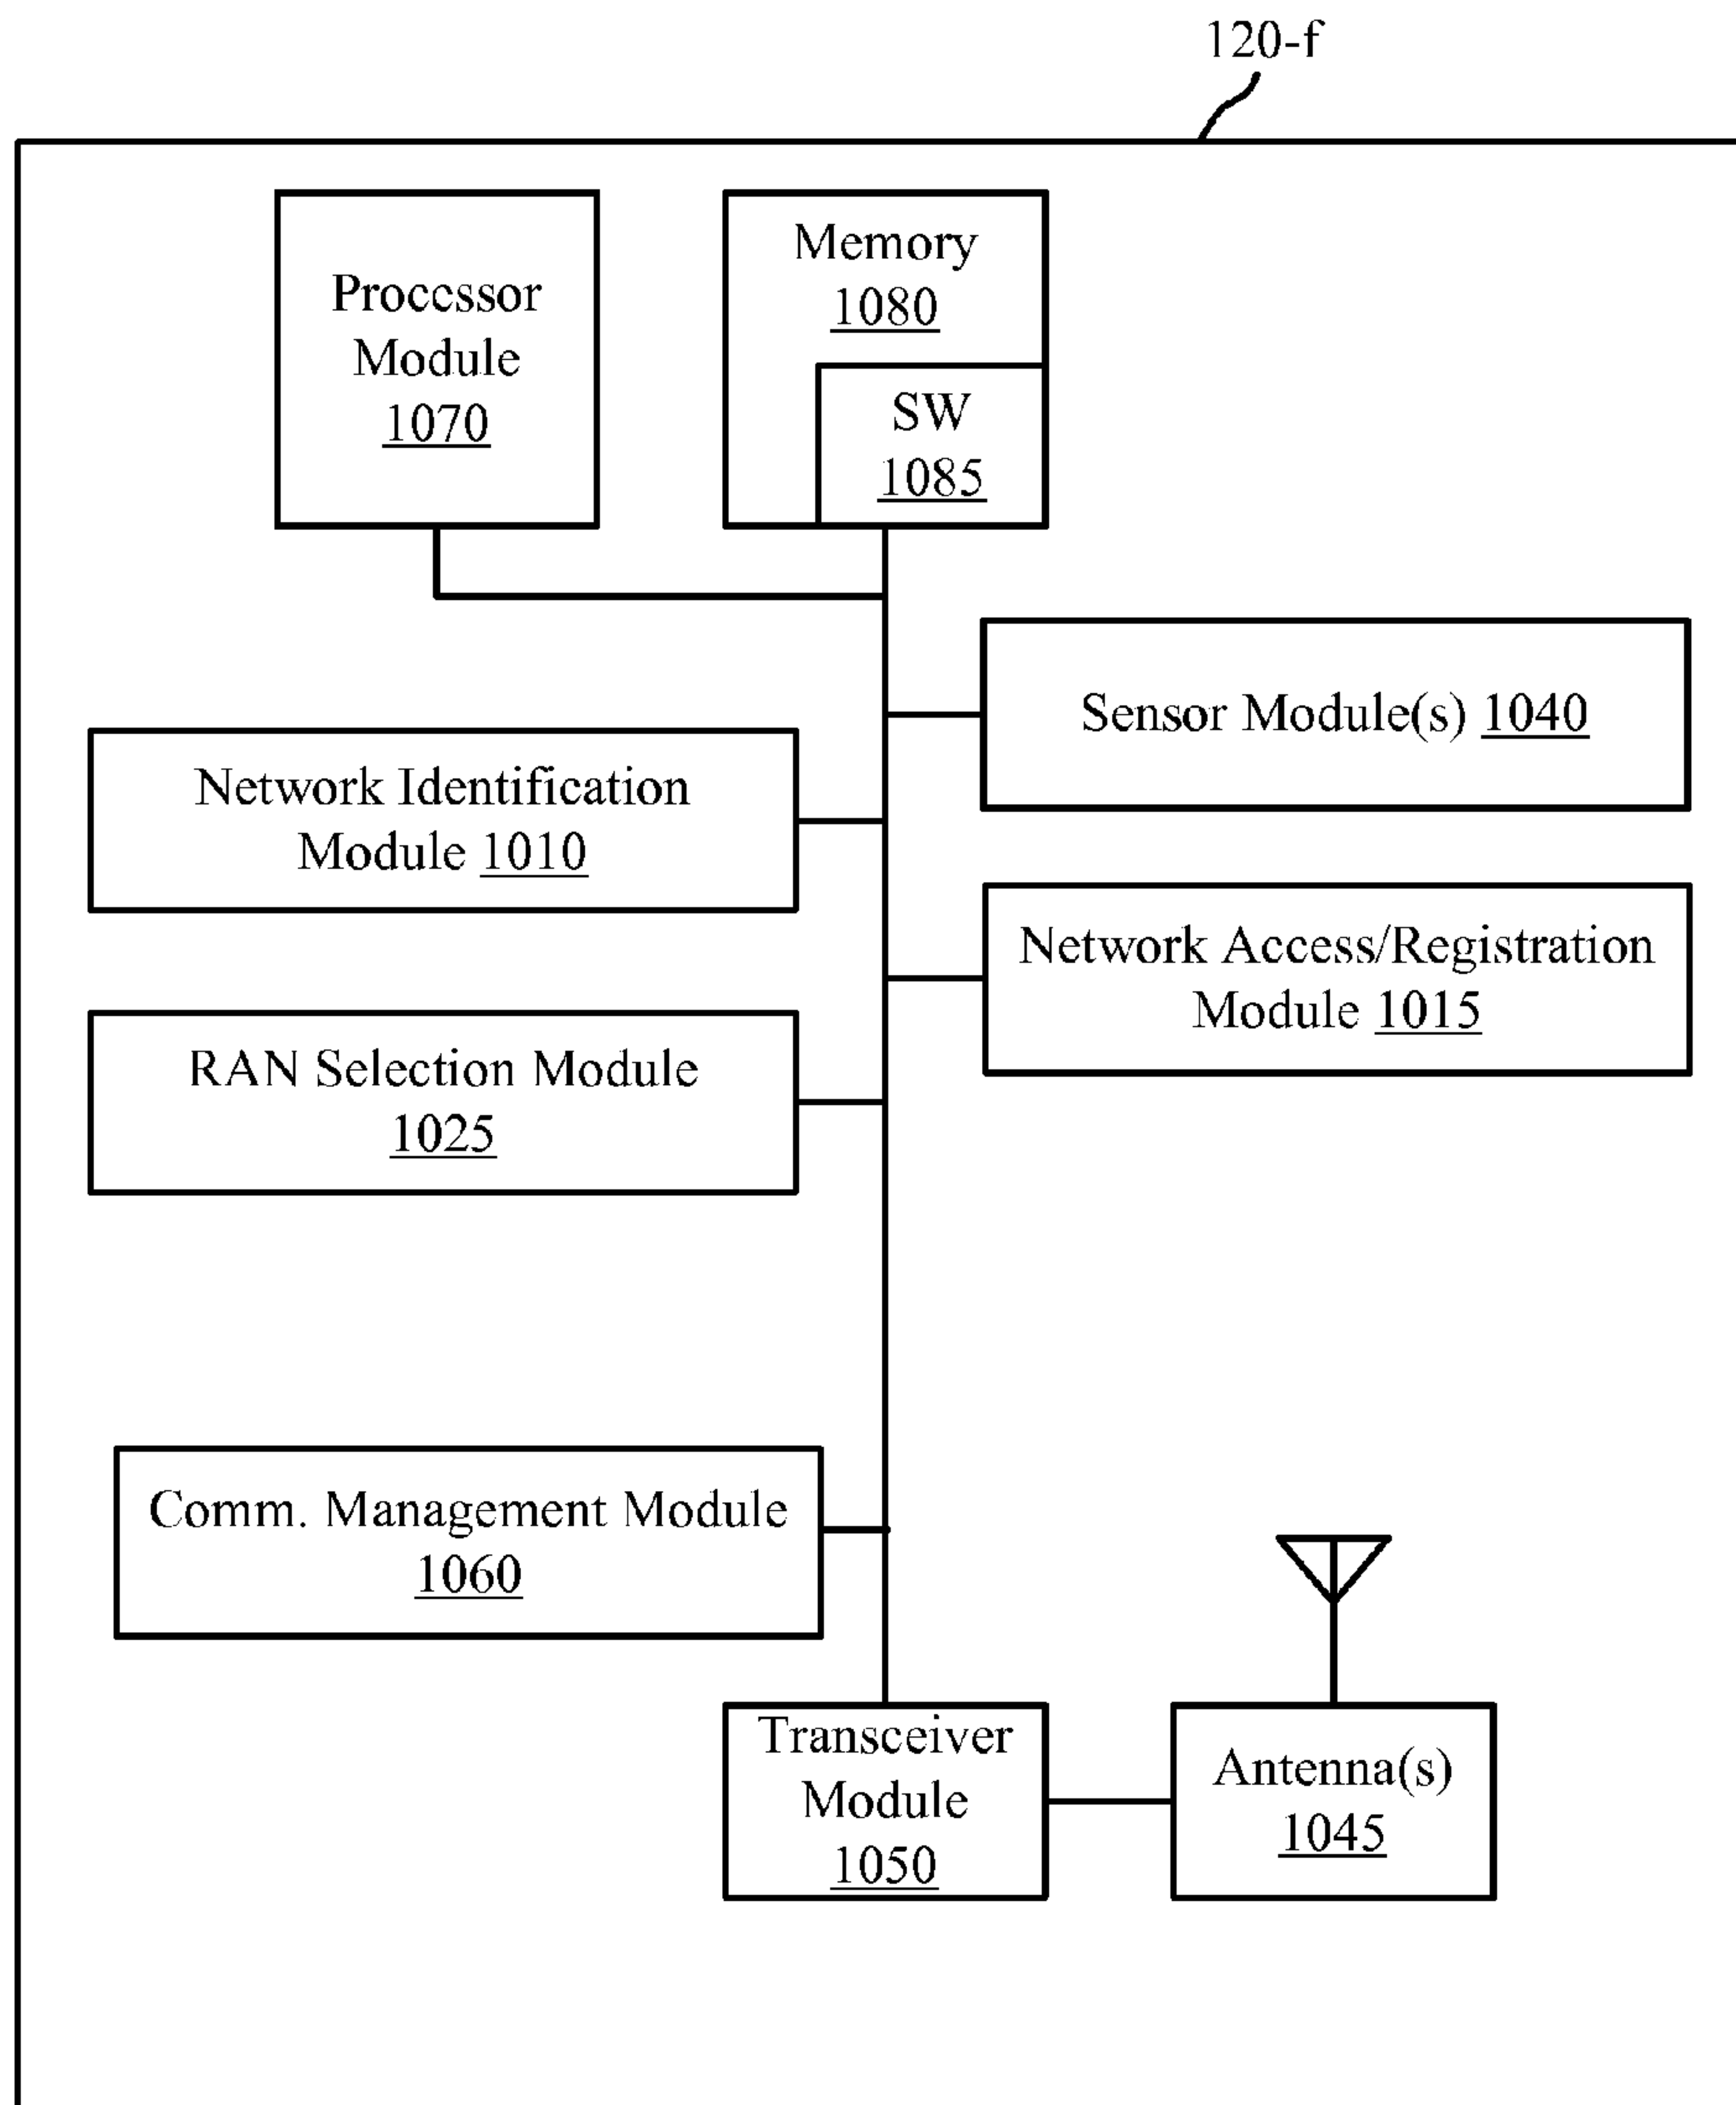 120-f
Processor
Module
1070
Memory
1080
SW
1085
Sensor Module(s) 1040
Network Identification
Module 1010
Network Access/Registration
Module 1015
RAN Selection Module
1025
Comm. Management Module
1060
Transceiver
Module
1050
Antenna(s)
1045